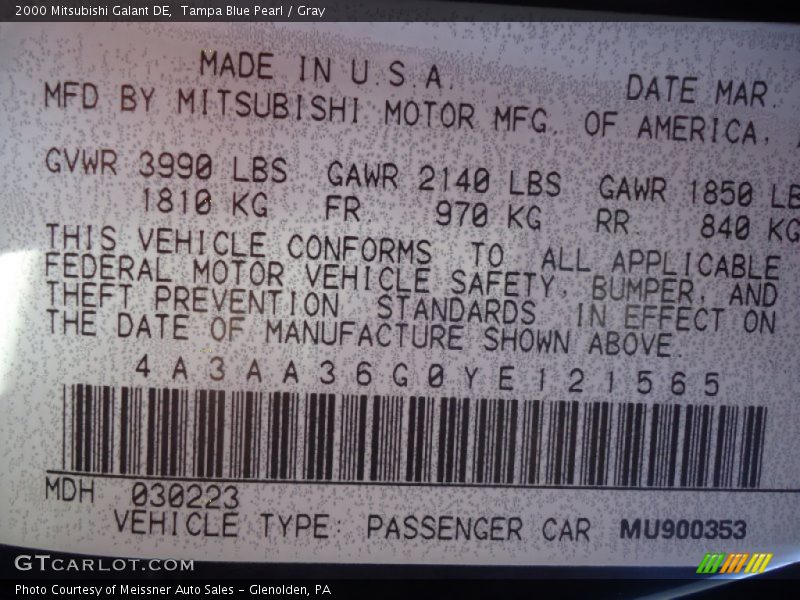 2000 Mitsubishi Galant DE,  Tampa Blue Pearl / Gray
MADE IN U.S.A.
DATE MAR.
MFD BY MITSUBISHI MOTOR MFG. OF AMERICA,
GVWR 3990 LBS GAWR 2140 LBS GAWR 1850 LB
1810 KG FR. 970 KG RR. 840 KG
THIS VEHICLE CONFORMS TO ALL APPLICABLE
FEDERAL MOTOR VEHICLE SAFETY, BUMPER, AND
THEFT PREVENTION STANDARDS IN EFFECT ON
THE DATE OF MANUFACTURE SHOWN ABOVE.
4A3AA36G0YE121565
MDH 030223
VEHICLE TYPE: PASSENGER CAR MU900353
GTCARLOT.COM
Photo Courtesy of Meissner Auto Sales - Glenolden, PA